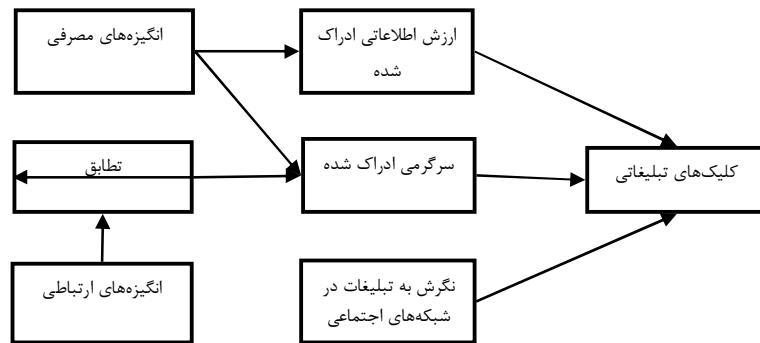 انگیزه‌های مصرفی
ارزش اطلاعاتی ادراک
شده
تطابق
سرگرمی ادراک شده
کلیک‌های تبلیغاتی
انگیزه‌های ارتباطی
نگرش به تبلیغات در
شبکه‌های اجتماعی